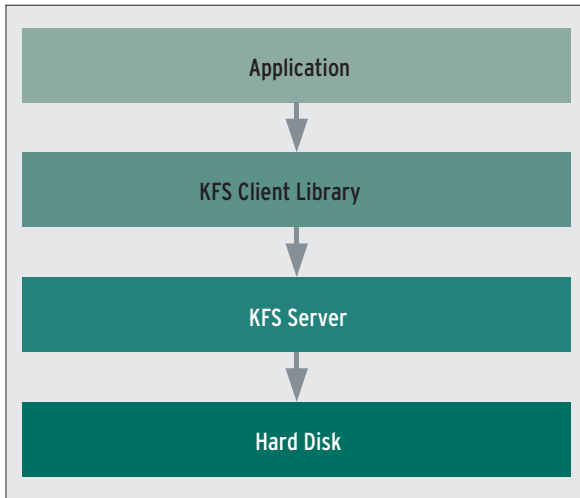 Application
KFS Client Library
KFS Server
Hard Disk